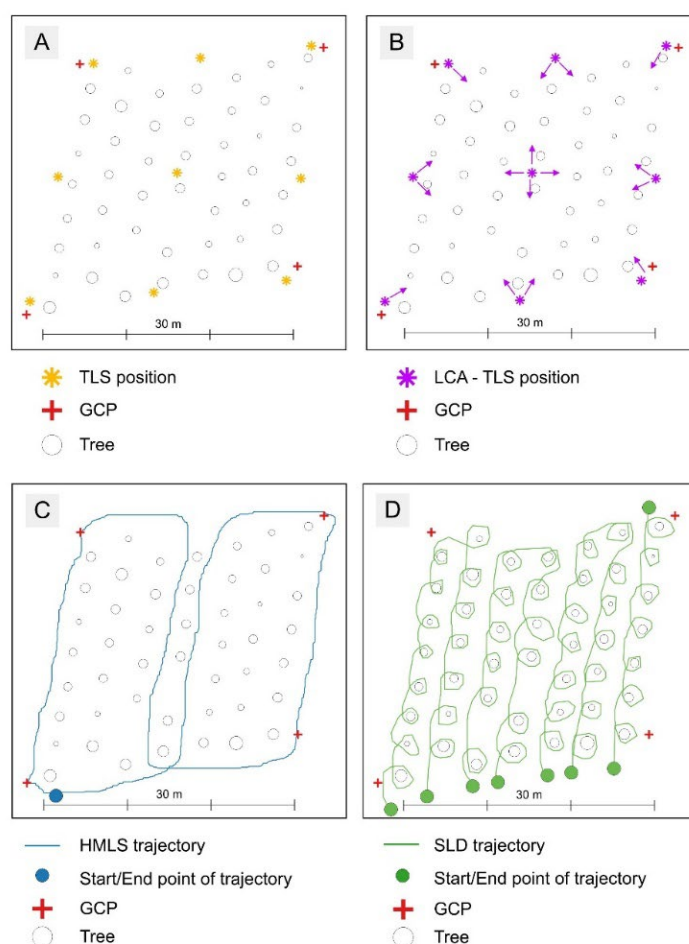 A
B
30 m
30 m
TLS position
GCP
Tree
LCA - TLS position
GCP
Tree
C
D
30 m
30 m
HMLS trajectory
Start/End point of trajectory
GCP
Tree
SLD trajectory
Start/End point of trajectory
GCP
Tree